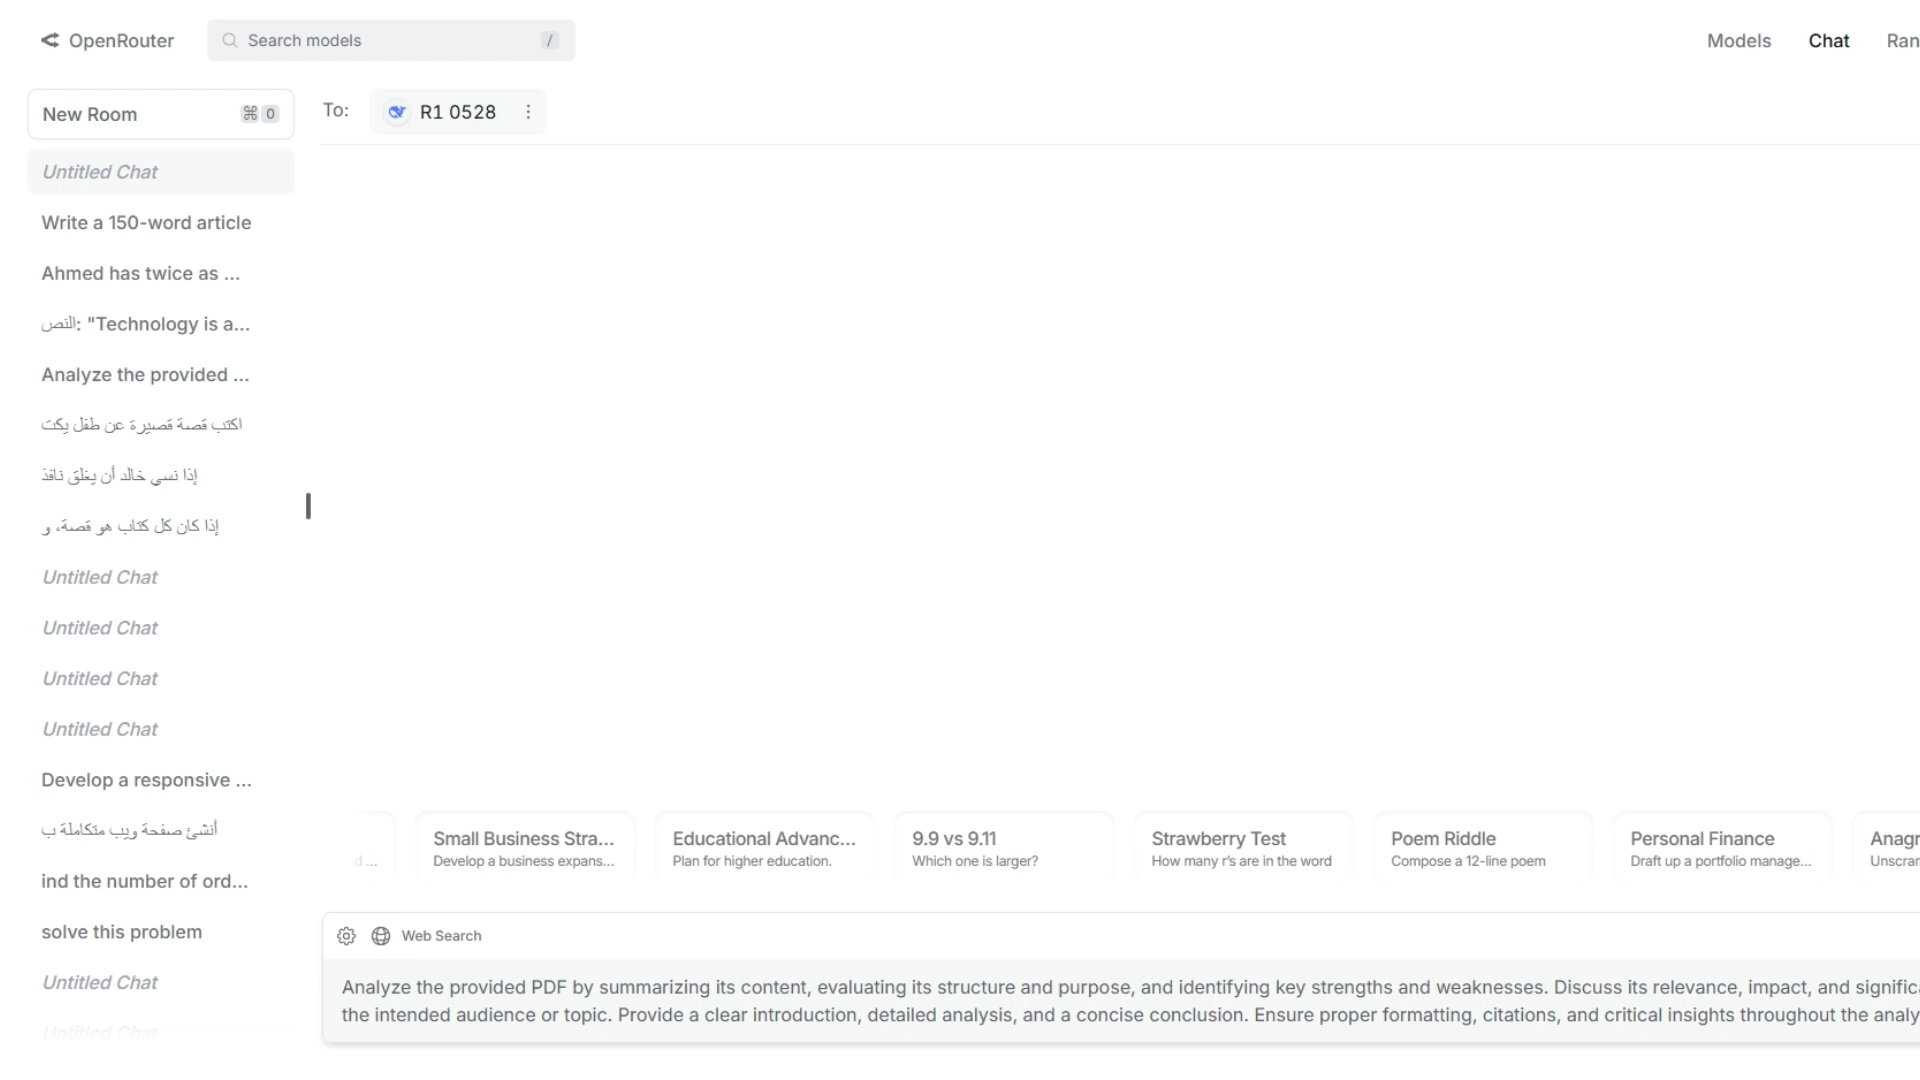 OpenRouter
Search models
/
Models
Chat
Ran
New Room
⌘ 0
To:
R1 0528
Untitled Chat
Write a 150-word article
Ahmed has twice as ...
النص: "Technology is a...
Analyze the provided ...
اكتب قصة قصيرة عن طفل يكت
إذا نسي خالد أن يغلق نافذ
إذا كان كل كتاب هو قصة، و
Untitled Chat
Untitled Chat
Untitled Chat
Untitled Chat
Develop a responsive ...
أنشئ صفحة ويب متكاملة ب
ind the number of ord...
solve this problem
Untitled Chat
Untitled Chat
d ...
Small Business Stra...
Develop a business expans...
Educational Advanc...
Plan for higher education.
9.9 vs 9.11
Which one is larger?
Strawberry Test
How many r's are in the word
Poem Riddle
Compose a 12-line poem
Personal Finance
Draft up a portfolio manage...
Anagr
Unscram
Web Search
Analyze the provided PDF by summarizing its content, evaluating its structure and purpose, and identifying key strengths and weaknesses. Discuss its relevance, impact, and significa
the intended audience or topic. Provide a clear introduction, detailed analysis, and a concise conclusion. Ensure proper formatting, citations, and critical insights throughout the analy